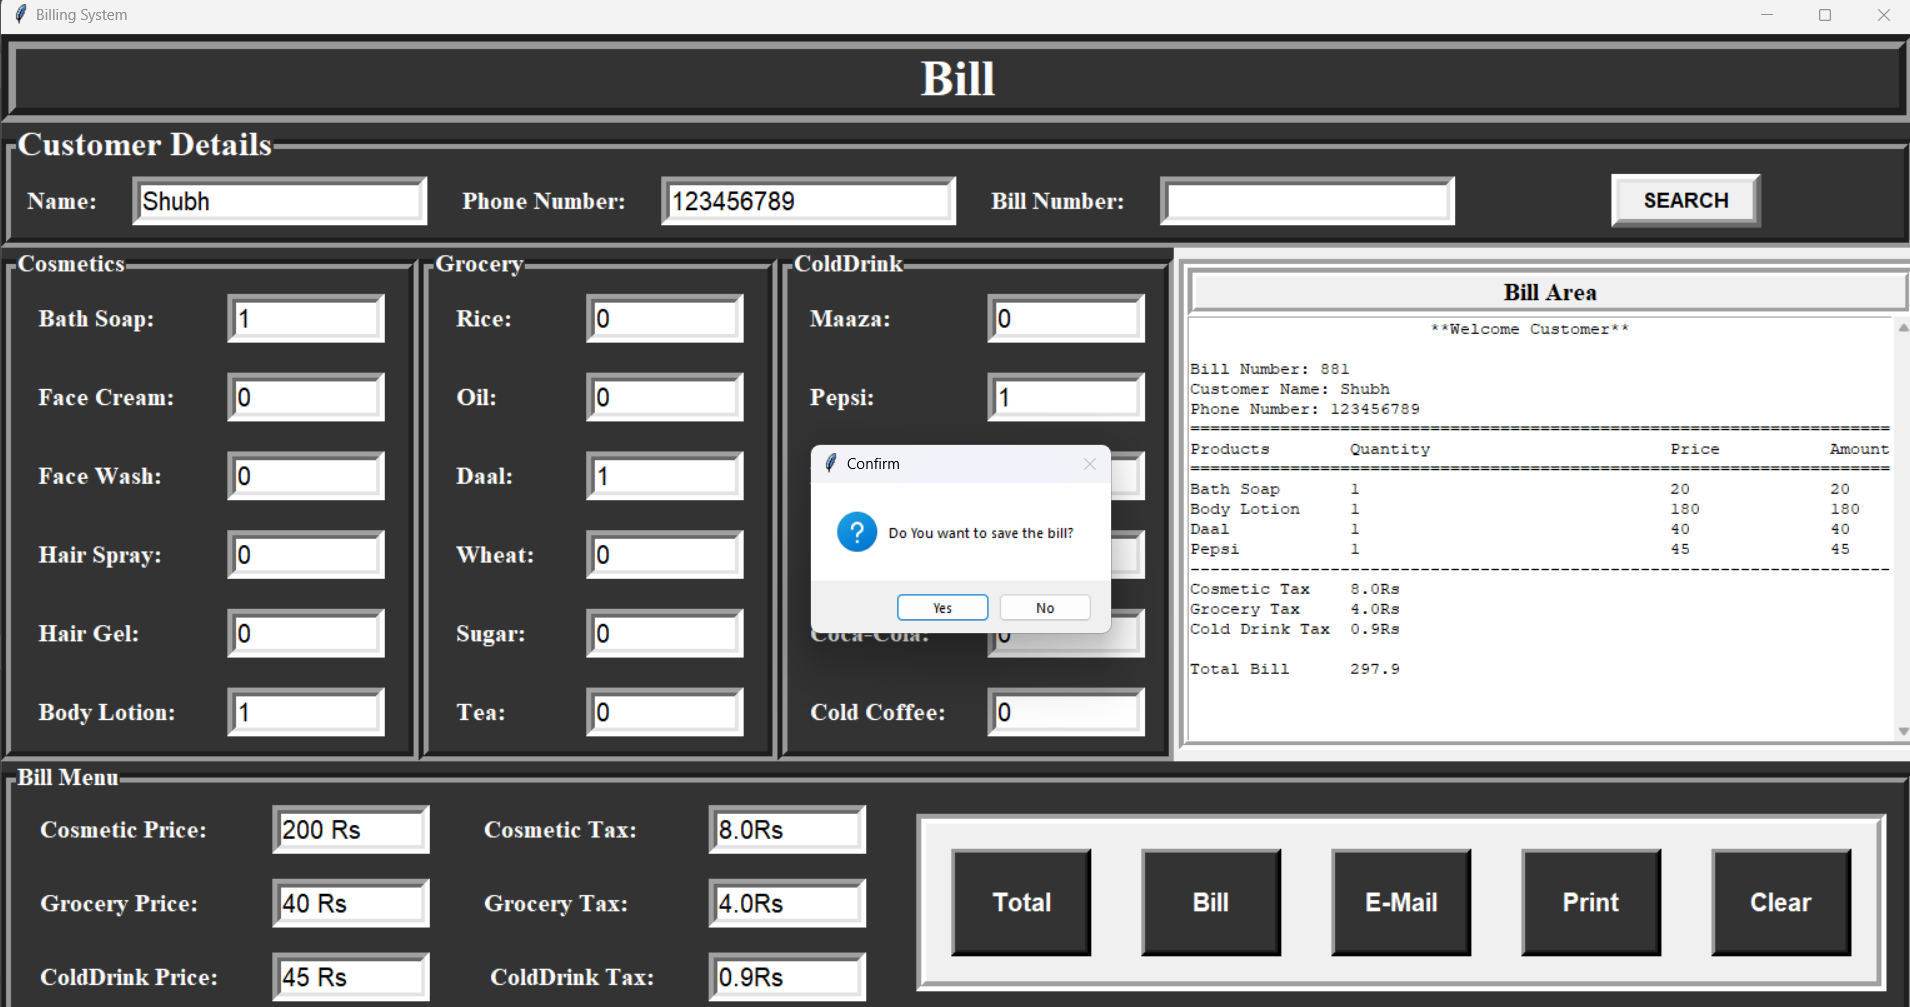 Billing System
Bill
Customer Details
Name: Shubh Phone Number: 123456789 Bill Number: SEARCH
Cosmetics
Bath Soap: 1
Face Cream: 0
Face Wash: 0
Hair Spray: 0
Hair Gel: 0
Body Lotion: 1
Grocery
Rice: 0
Oil: 0
Daal: 1
Wheat: 0
Sugar: 0
Tea: 0
ColdDrink
Maaza: 0
Pepsi: 1
Coca-Cola: 0
Cold Coffee: 0
Confirm
Do You want to save the bill?
Yes No
Bill Area
**Welcome Customer**
Bill Number: 881
Customer Name: Shubh
Phone Number: 123456789
======================================================================
Products Quantity Price Amount
======================================================================
Bath Soap 1 20 20
Body Lotion 1 180 180
Daal 1 40 40
Pepsi 1 45 45
----------------------------------------------------------------------
Cosmetic Tax 8.0Rs
Grocery Tax 4.0Rs
Cold Drink Tax 0.9Rs
Total Bill 297.9
Bill Menu
Cosmetic Price: 200 Rs Cosmetic Tax: 8.0Rs
Grocery Price: 40 Rs Grocery Tax: 4.0Rs
ColdDrink Price: 45 Rs ColdDrink Tax: 0.9Rs
Total Bill E-Mail Print Clear